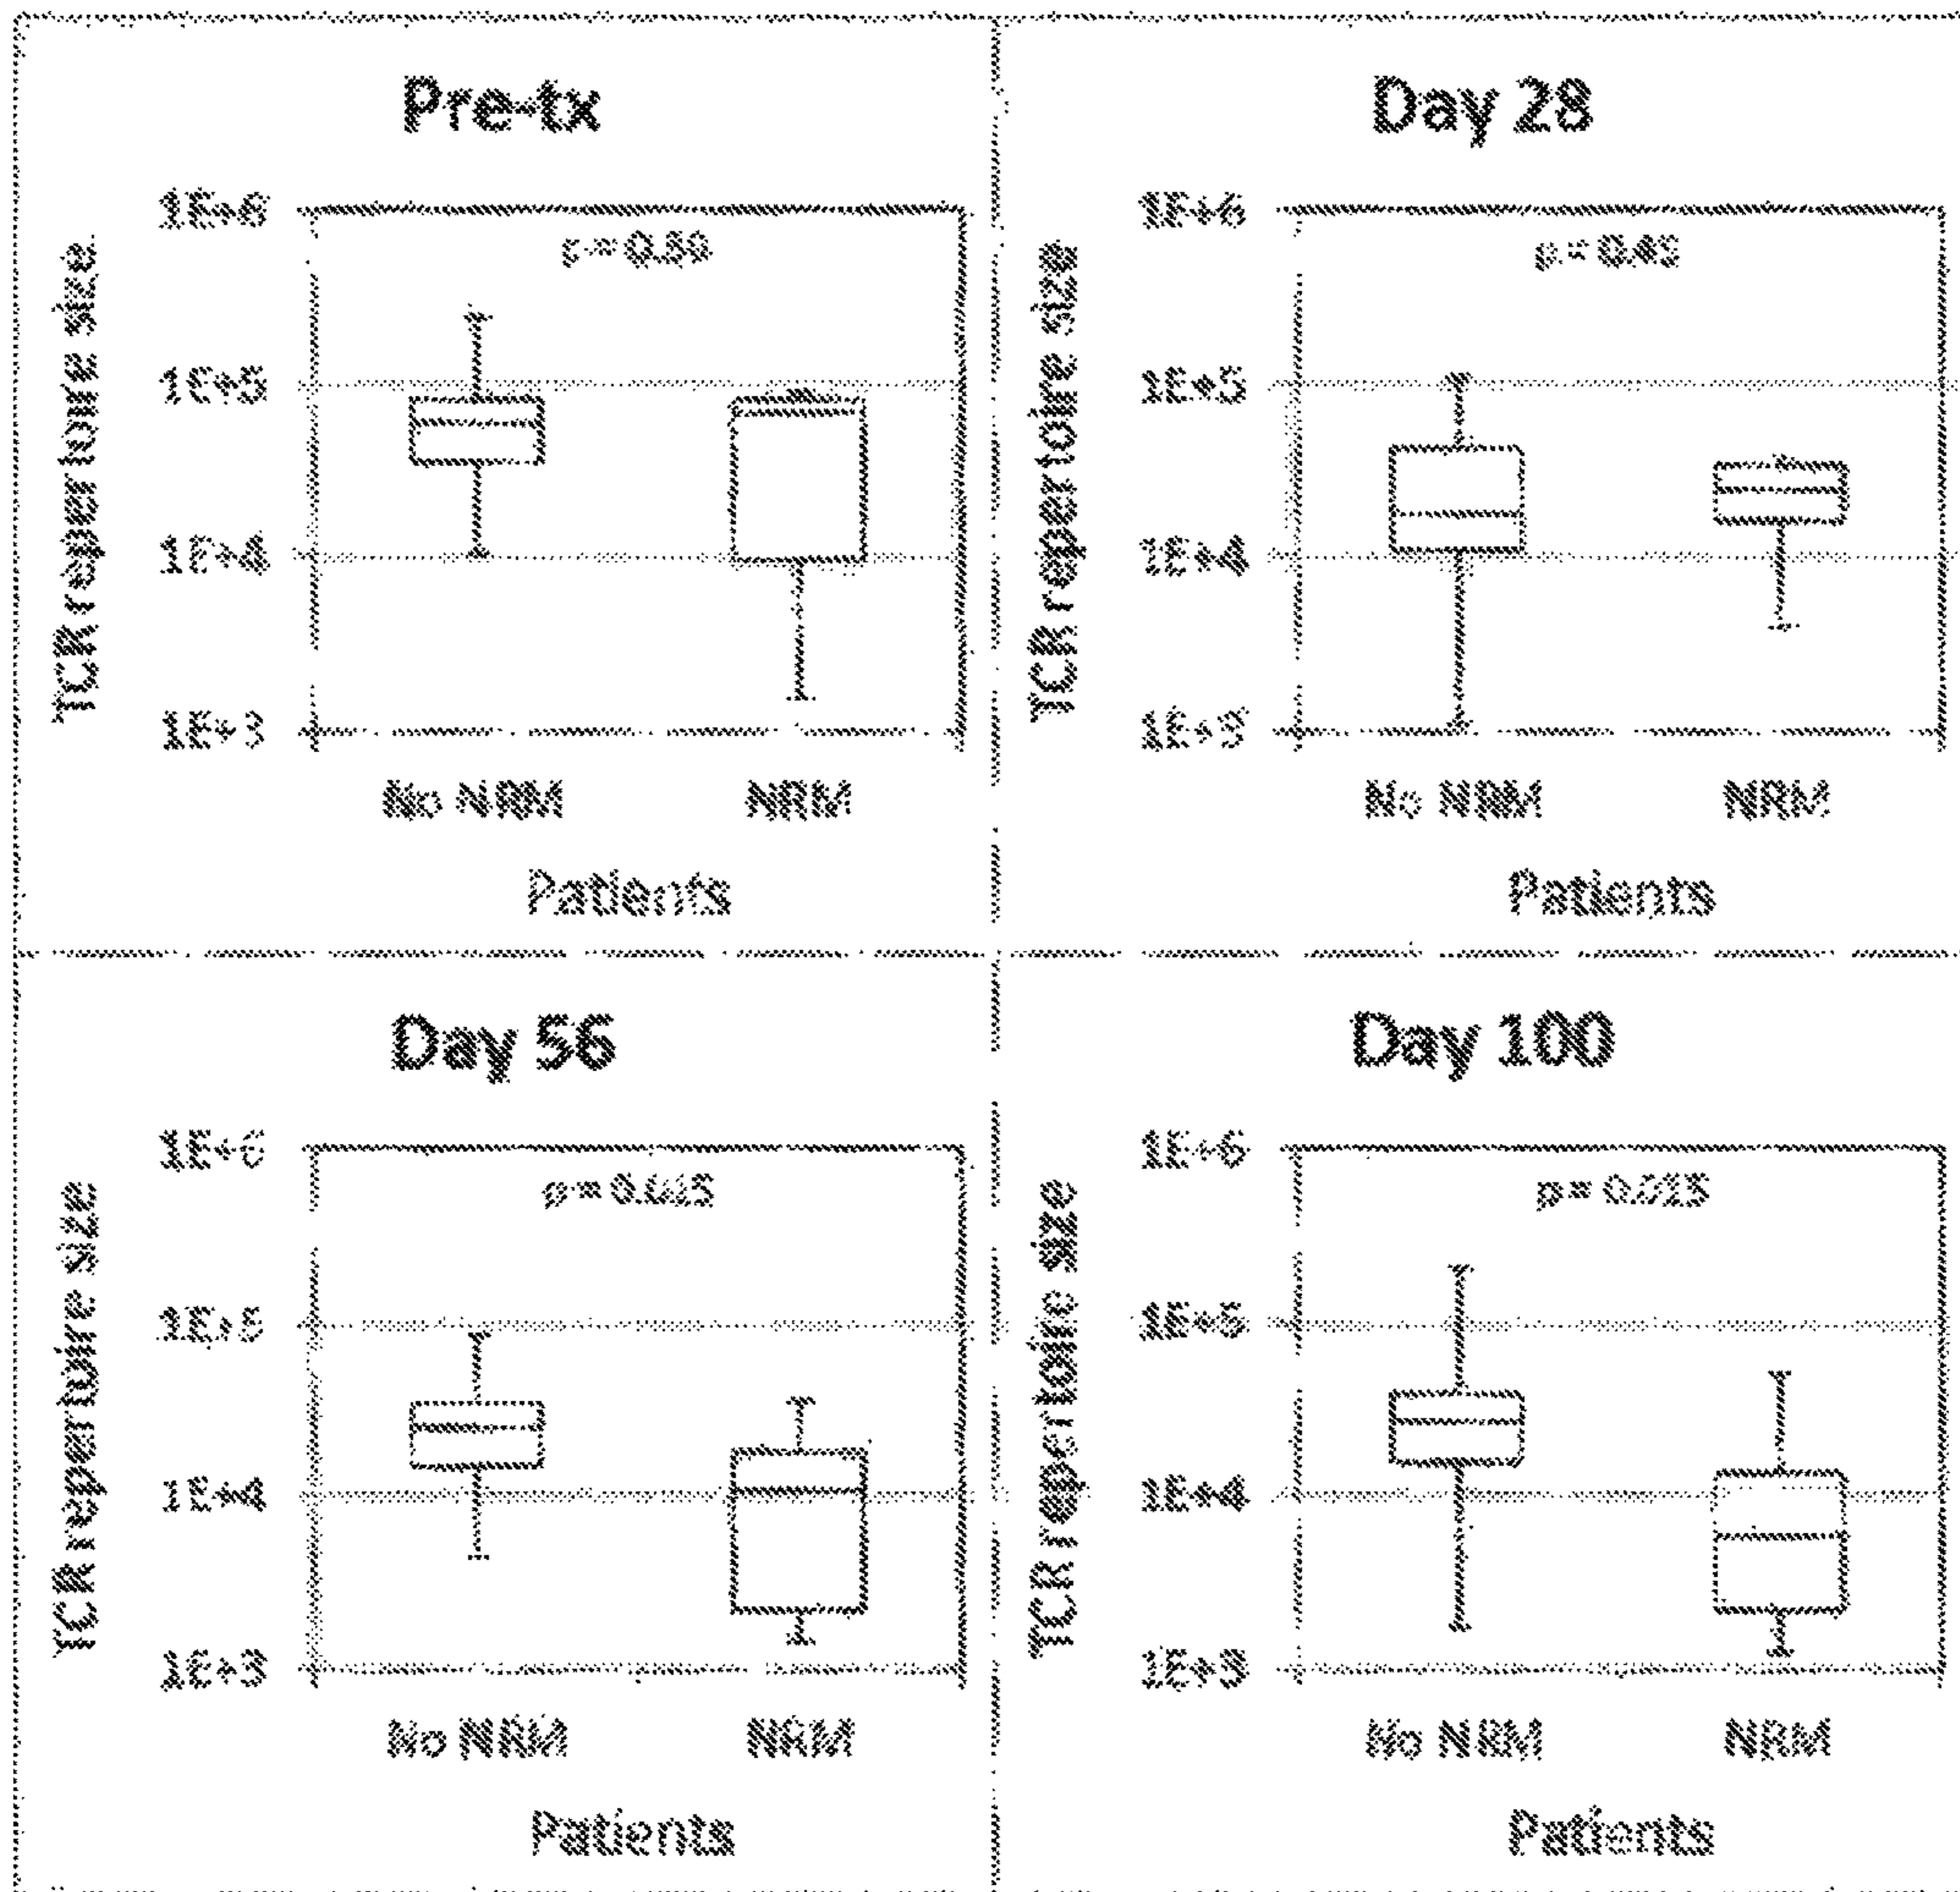 Pre-tx
TCR repertoire size
1E+6
1E+5
1E+4
1E+3
No NRM NRM
Patients
Day 28
TCR repertoire size
1E+6
1E+5
1E+4
1E+3
p =
No NRM NRM
Patients
Day 56
TCR repertoire size
1E+6
1E+5
1E+4
1E+3
p =
No NRM NRM
Patients
Day 100
TCR repertoire size
1E+6
1E+5
1E+4
1E+3
p = 0.015
No NRM NRM
Patients